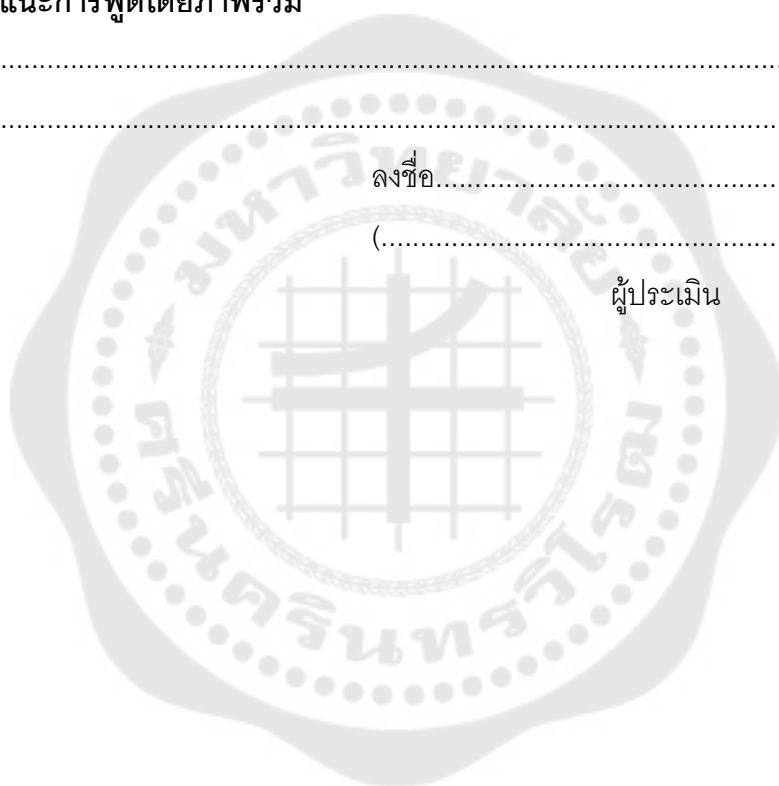 แนะการพูดโดยภาพรวม
....................................................................................................
....................................................................................................
ลงชื่อ..........................................
(................................................
ผู้ประเมิน
มหาวิทยาลัย
ศรีนครินทรวิโรฒ